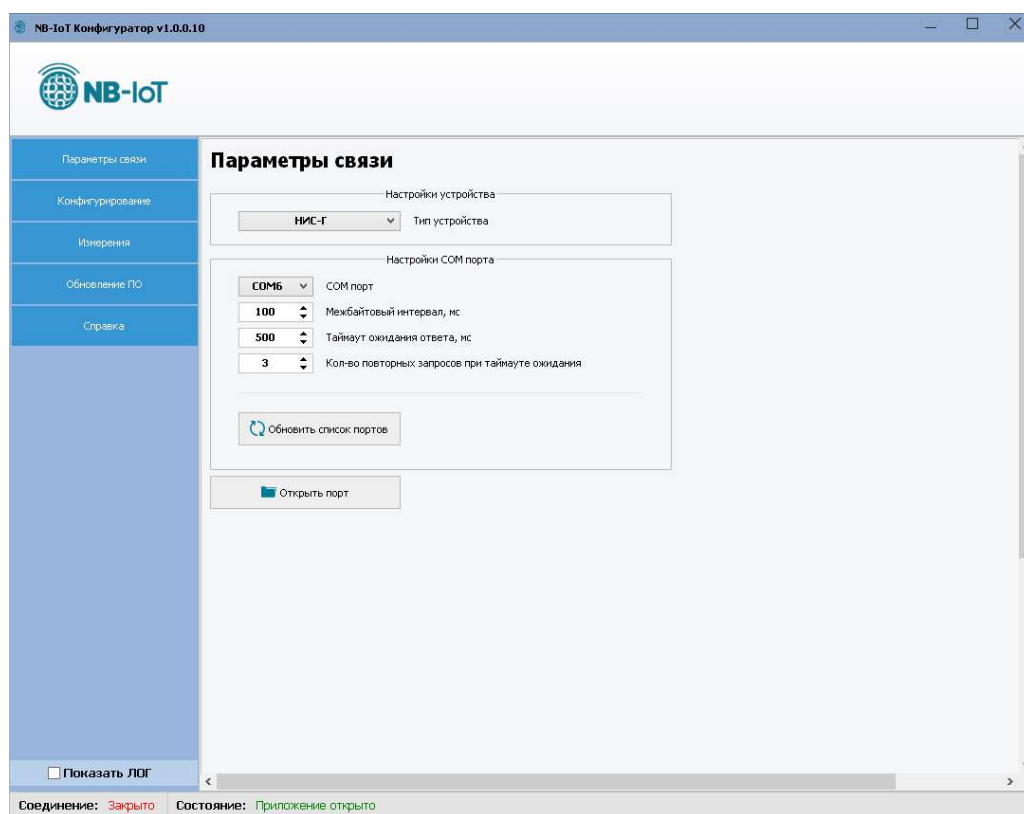 NB-IoT Конфигуратор v1.0.0.10
NB-IoT
Параметры связи
Конфигурирование
Измерения
Обновление ПО
Справка
Показать ЛОГ
Параметры связи
Настройки устройства
НИС-Г Тип устройства
Настройки COM порта
COM6 COM порт
100 Межбайтовый интервал, мс
500 Таймаут ожидания ответа, мс
3 Кол-во повторных запросов при таймауте ожидания
Обновить список портов
Открыть порт
Соединение: Закрыто Состояние: Приложение открыто